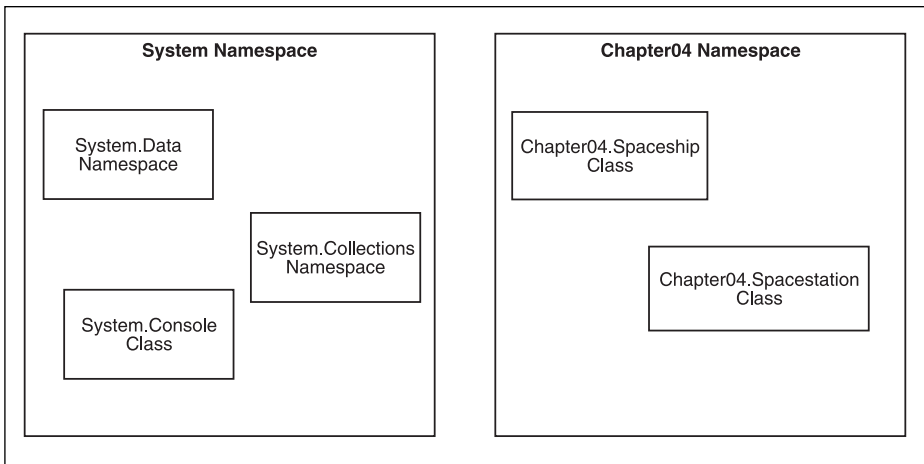 System Namespace
System.Data
Namespace
System.Collections
Namespace
System.Console
Class
Chapter04 Namespace
Chapter04.Spaceship
Class
Chapter04.Spacestation
Class